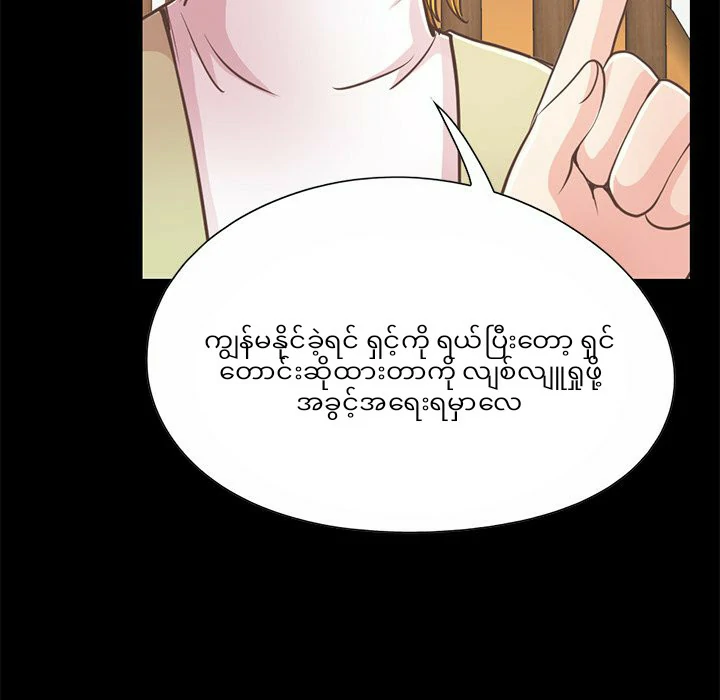 ကျွန်မနိုင်ခဲ့ရင် ရှင့်ကို ရယ်ပြီးတော့ ရှင်
တောင်းဆိုထားတာကို လျစ်လျူရှုဖို့
အခွင့်အရေးရမှာလေ